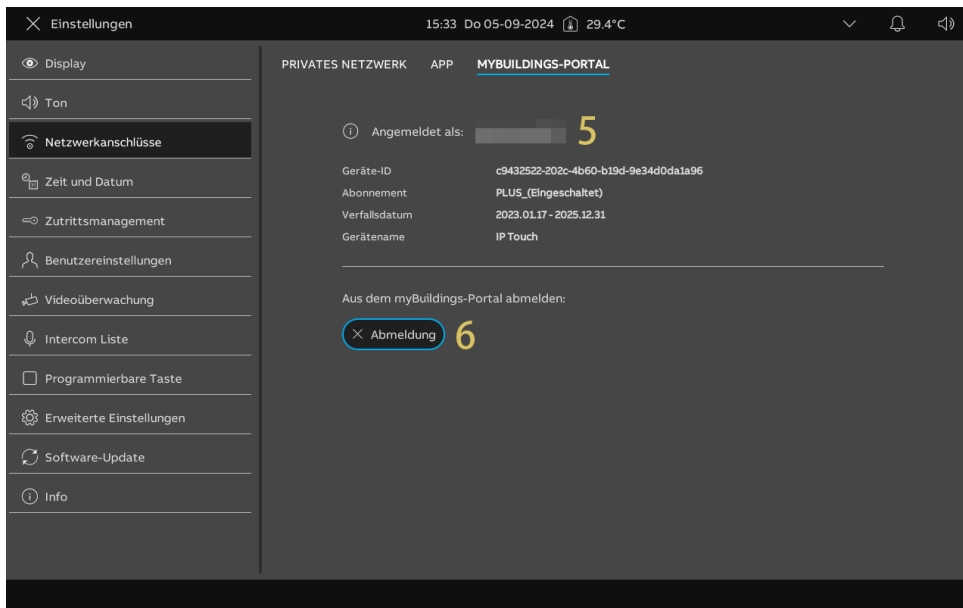 Einstellungen
15:33 Do 05-09-2024 29.4°C
Display
Ton
Netzwerkanschlüsse
Zeit und Datum
Zutrittsmanagement
Benutzereinstellungen
Videoüberwachung
Intercom Liste
Programmierbare Taste
Erweiterte Einstellungen
Software-Update
Info
PRIVATES NETZWERK APP MYBUILDINGS-PORTAL
Angemeldet als: 5
Geräte-ID c9432522-202c-4b60-b19d-9e34d0da1a96
Abonnement PLUS_(Eingeschaltet)
Verfallsdatum 2023.01.17 - 2025.12.31
Gerätename IP Touch
Aus dem myBuildings-Portal abmelden:
Abmeldung 6